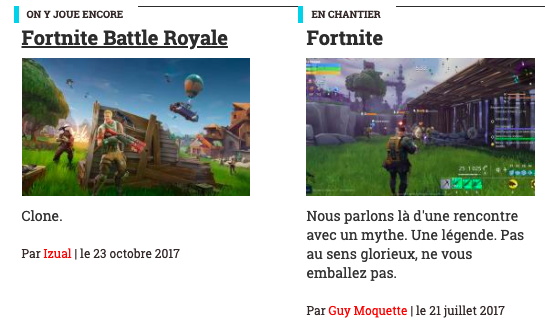 ON Y JOUE ENCORE
Fortnite Battle Royale
Clone.
Par Izual | le 23 octobre 2017
EN CHANTIER
Fortnite
Nous parlons là d'une rencontre
avec un mythe. Une légende. Pas
au sens glorieux, ne vous
emballez pas.
Par Guy Moquette | le 21 juillet 2017